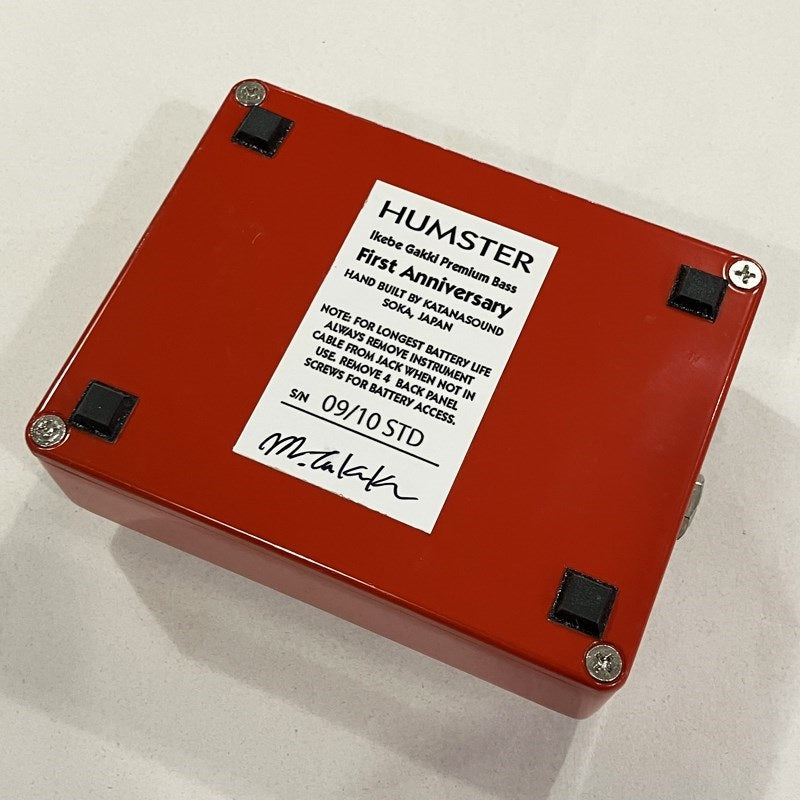 HUMSTER
Ikebe Gakki Premium Bass
First Anniversary
HAND BUILT BY KATANASOUND
SOKA, JAPAN
NOTE: FOR LONGEST BATTERY LIFE
ALWAYS REMOVE INSTRUMENT
CABLE FROM JACK WHEN NOT IN
USE. REMOVE 4 BACK PANEL
SCREWS FOR BATTERY ACCESS.
S/N 09/10 STD